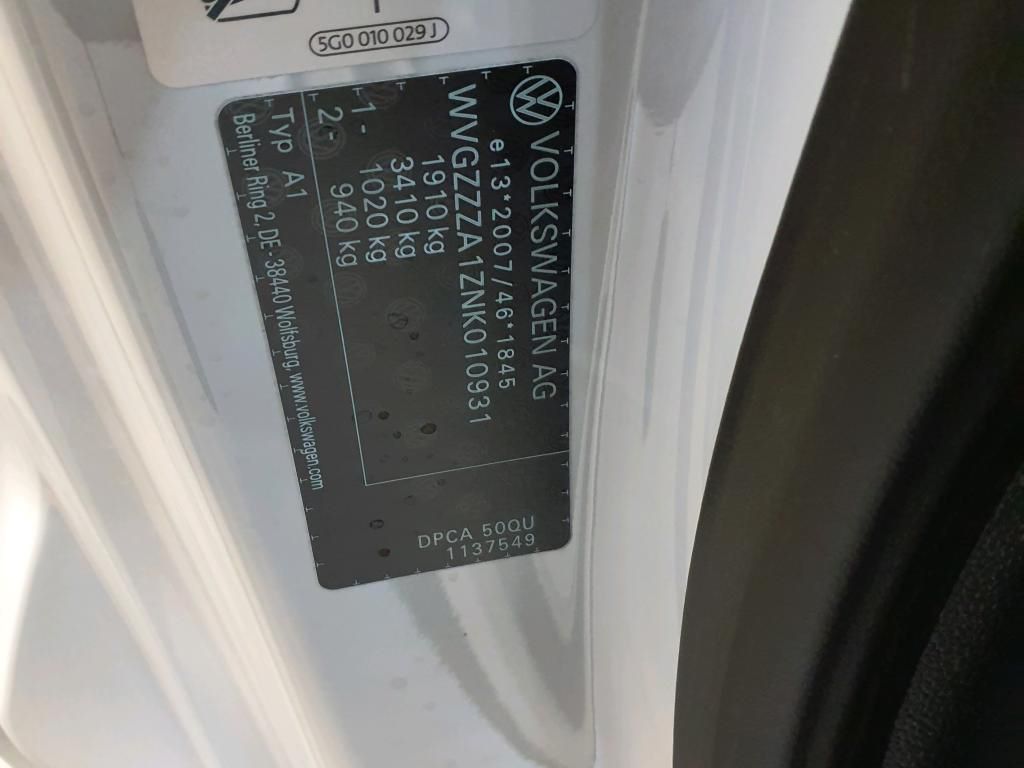 5G0 010 029 J
VOLKSWAGEN AG
e13*2007/46*1845
WVGZZZA1ZNK010931
1910 kg
3410 kg
1 - 1020 kg
2 - 940 kg
Typ A1
Berliner Ring 2, DE - 38440 Wolfsburg, www.volkswagen.com
DPCA 50QU
1137549